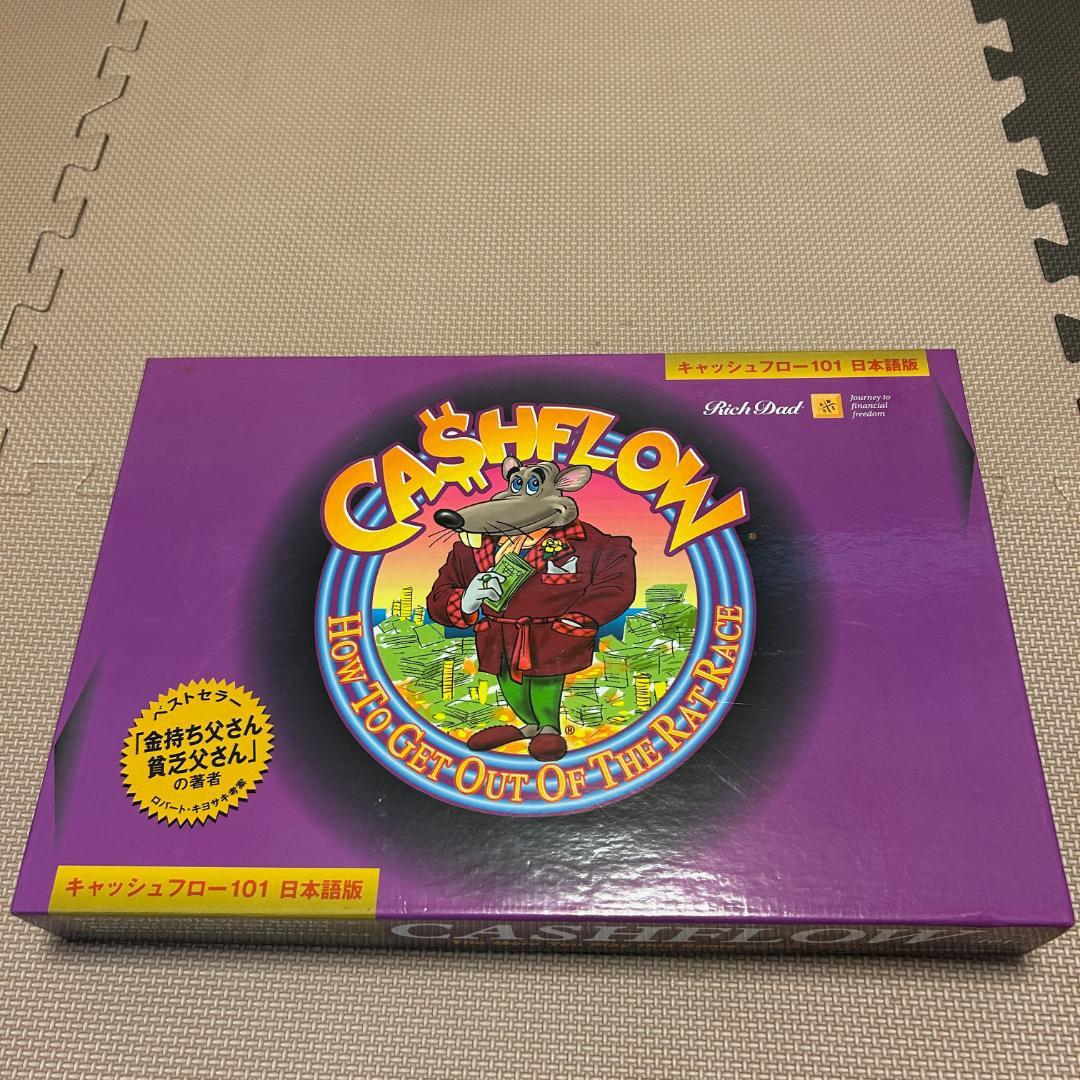 キャッシュフロー101 日本語版
Rich Dad
Journey to
financial
freedom
CA$HFLOW
®
HOW TO GET OUT OF THE RAT RACE
®
ベストセラー
「金持ち父さん
貧乏父さん」
の著者
ロバート・キヨサキ考案
キャッシュフロー101 日本語版
CASHFLOW